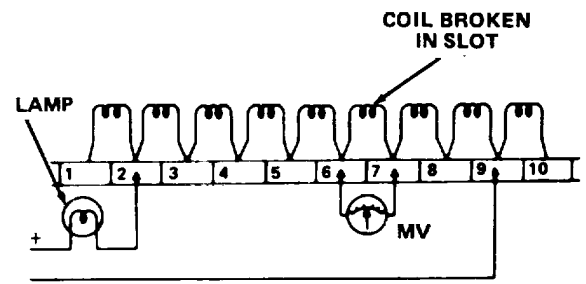 COIL BROKEN
IN SLOT
LAMP
1 2 3 4 5 6 7 8 9 10
+
MV